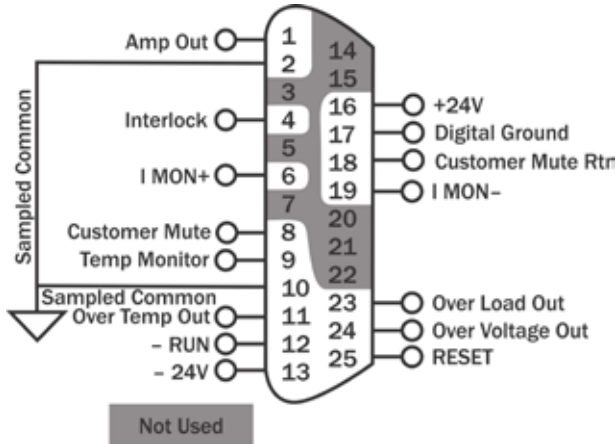 Amp Out
1
14
2
15
3
16
+24V
Interlock
4
17
Digital Ground
5
18
Customer Mute Rtn
I MON+
6
19
I MON–
7
20
Customer Mute
8
21
Temp Monitor
9
22
Sampled Common
Sampled Common
10
23
Over Load Out
Over Temp Out
11
24
Over Voltage Out
– RUN
12
25
RESET
– 24V
13
Not Used